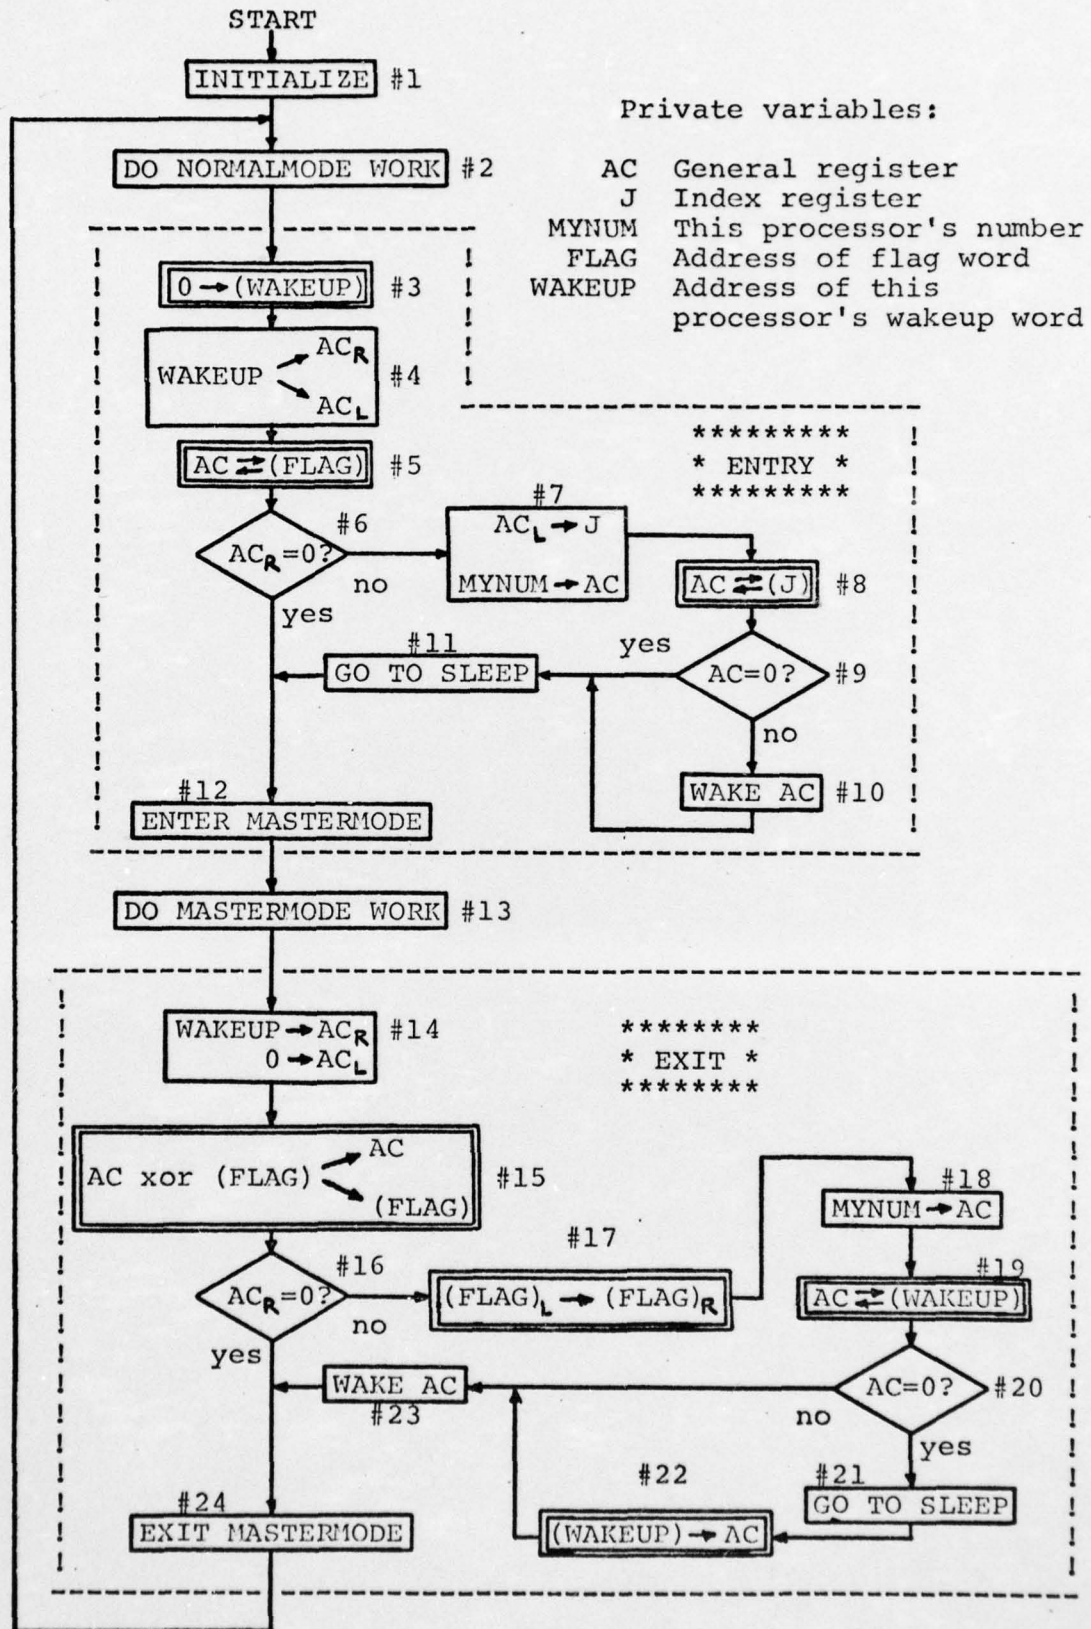 START
INITIALIZE #1
Private variables:
DO NORMALMODE WORK #2
AC General register
J Index register
MYNUM This processor's number
FLAG Address of flag word
WAKEUP Address of this
processor's wakeup word
0→(WAKEUP) #3
WAKEUP AC_R AC_L #4
AC⇄(FLAG) #5
*********
* ENTRY *
*********
#6
AC_R=0?
no
yes
#7
AC_L→J
MYNUM→AC
AC⇄(J) #8
AC=0? #9
yes
no
WAKE AC #10
#11
GO TO SLEEP
#12
ENTER MASTERMODE
DO MASTERMODE WORK #13
WAKEUP→AC_R #14
0→AC_L
********
* EXIT *
********
AC xor (FLAG) AC (FLAG) #15
#16
AC_R=0?
no
yes
#17
(FLAG)_L→(FLAG)_R
#18
MYNUM→AC
#19
AC⇄(WAKEUP)
AC=0? #20
no
yes
#21
GO TO SLEEP
#22
(WAKEUP)→AC
WAKE AC
#23
#24
EXIT MASTERMODE